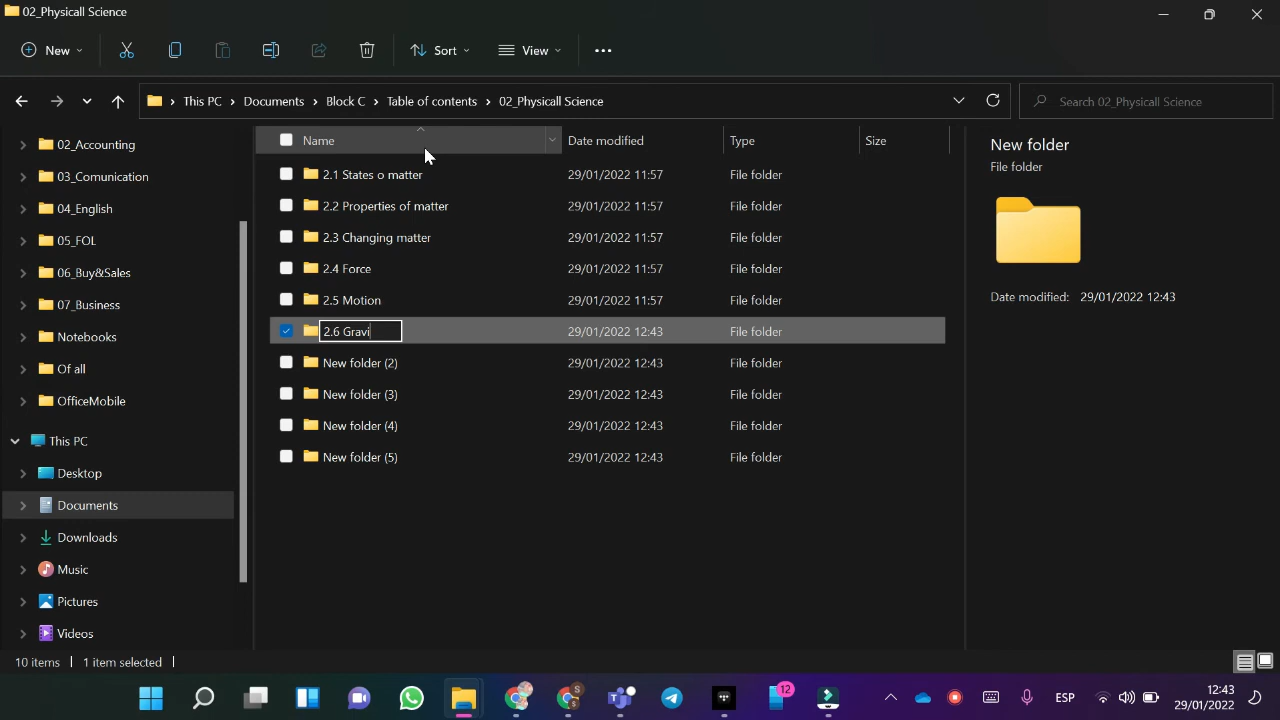 02_Physicall Science
New
Sort
View
This PC
Documents
Block C
Table of contents
02_Physicall Science
Search 02_Physicall Science
02_Accounting
03_Comunication
04_English
05_FOL
06_Buy&Sales
07_Business
Notebooks
Of all
OfficeMobile
This PC
Desktop
Documents
Downloads
Music
Pictures
Videos
Name Date modified Type Size
2.1 States o matter 29/01/2022 11:57 File folder
2.2 Properties of matter 29/01/2022 11:57 File folder
2.3 Changing matter 29/01/2022 11:57 File folder
2.4 Force 29/01/2022 11:57 File folder
2.5 Motion 29/01/2022 11:57 File folder
2.6 Gravi 29/01/2022 12:43 File folder
New folder (2) 29/01/2022 12:43 File folder
New folder (3) 29/01/2022 12:43 File folder
New folder (4) 29/01/2022 12:43 File folder
New folder (5) 29/01/2022 12:43 File folder
New folder
File folder
Date modified: 29/01/2022 12:43
10 items 1 item selected
12
ESP
12:43
29/01/2022